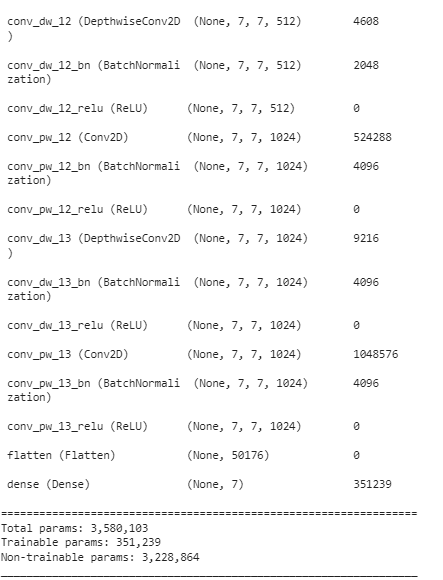 conv_dw_12 (DepthwiseConv2D  (None, 7, 7, 512)         4608
)
conv_dw_12_bn (BatchNormali  (None, 7, 7, 512)         2048
zation)
conv_dw_12_relu (ReLU)      (None, 7, 7, 512)         0
conv_pw_12 (Conv2D)         (None, 7, 7, 1024)        524288
conv_pw_12_bn (BatchNormali  (None, 7, 7, 1024)       4096
zation)
conv_pw_12_relu (ReLU)      (None, 7, 7, 1024)        0
conv_dw_13 (DepthwiseConv2D  (None, 7, 7, 1024)       9216
)
conv_dw_13_bn (BatchNormali  (None, 7, 7, 1024)       4096
zation)
conv_dw_13_relu (ReLU)      (None, 7, 7, 1024)        0
conv_pw_13 (Conv2D)         (None, 7, 7, 1024)        1048576
conv_pw_13_bn (BatchNormali  (None, 7, 7, 1024)       4096
zation)
conv_pw_13_relu (ReLU)      (None, 7, 7, 1024)        0
flatten (Flatten)           (None, 50176)             0
dense (Dense)               (None, 7)                 351239
=================================================================
Total params: 3,580,103
Trainable params: 351,239
Non-trainable params: 3,228,864
_________________________________________________________________